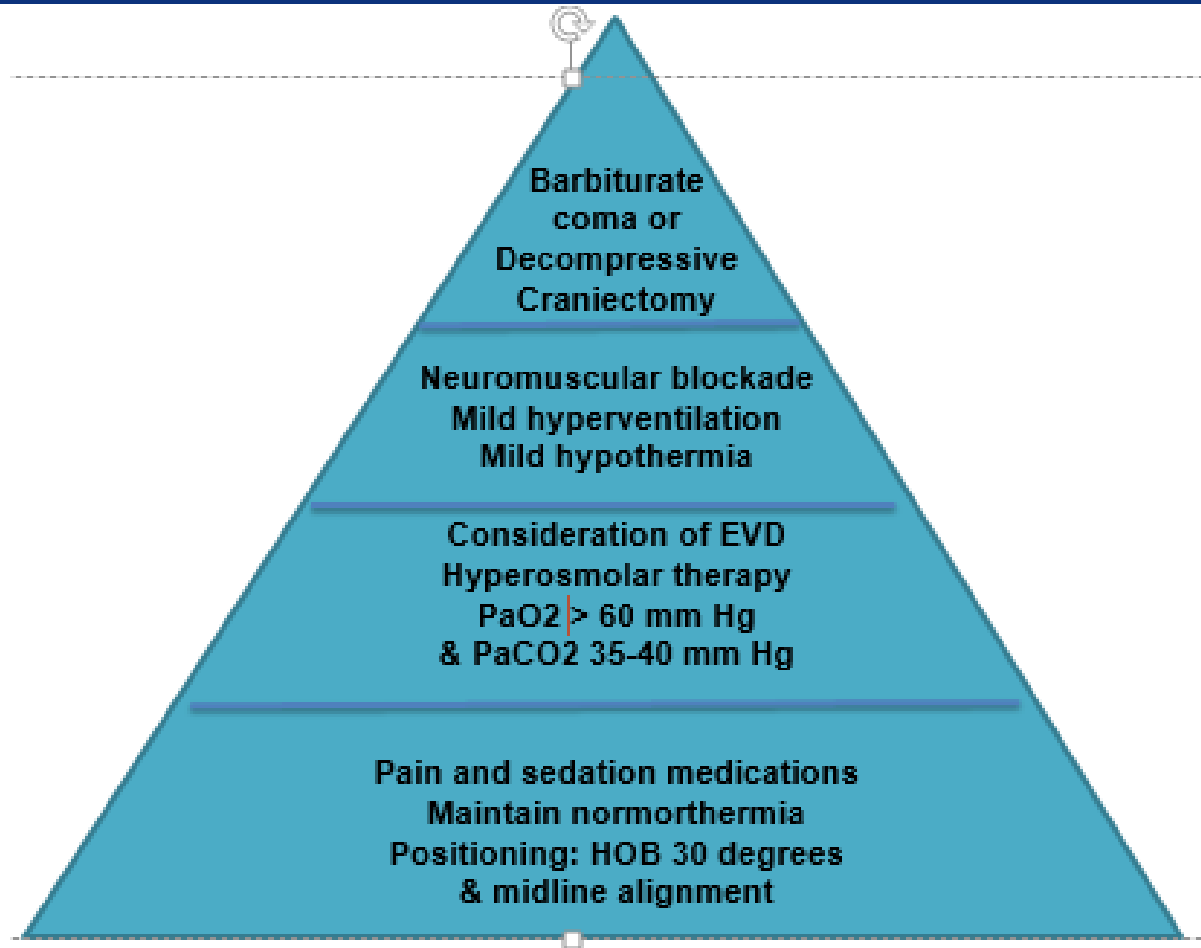 Barbiturate
coma or
Decompressive
Craniectomy
Neuromuscular blockade
Mild hyperventilation
Mild hypothermia
Consideration of EVD
Hyperosmolar therapy
PaO2 > 60 mm Hg
& PaCO2 35-40 mm Hg
Pain and sedation medications
Maintain normorthermia
Positioning: HOB 30 degrees
& midline alignment